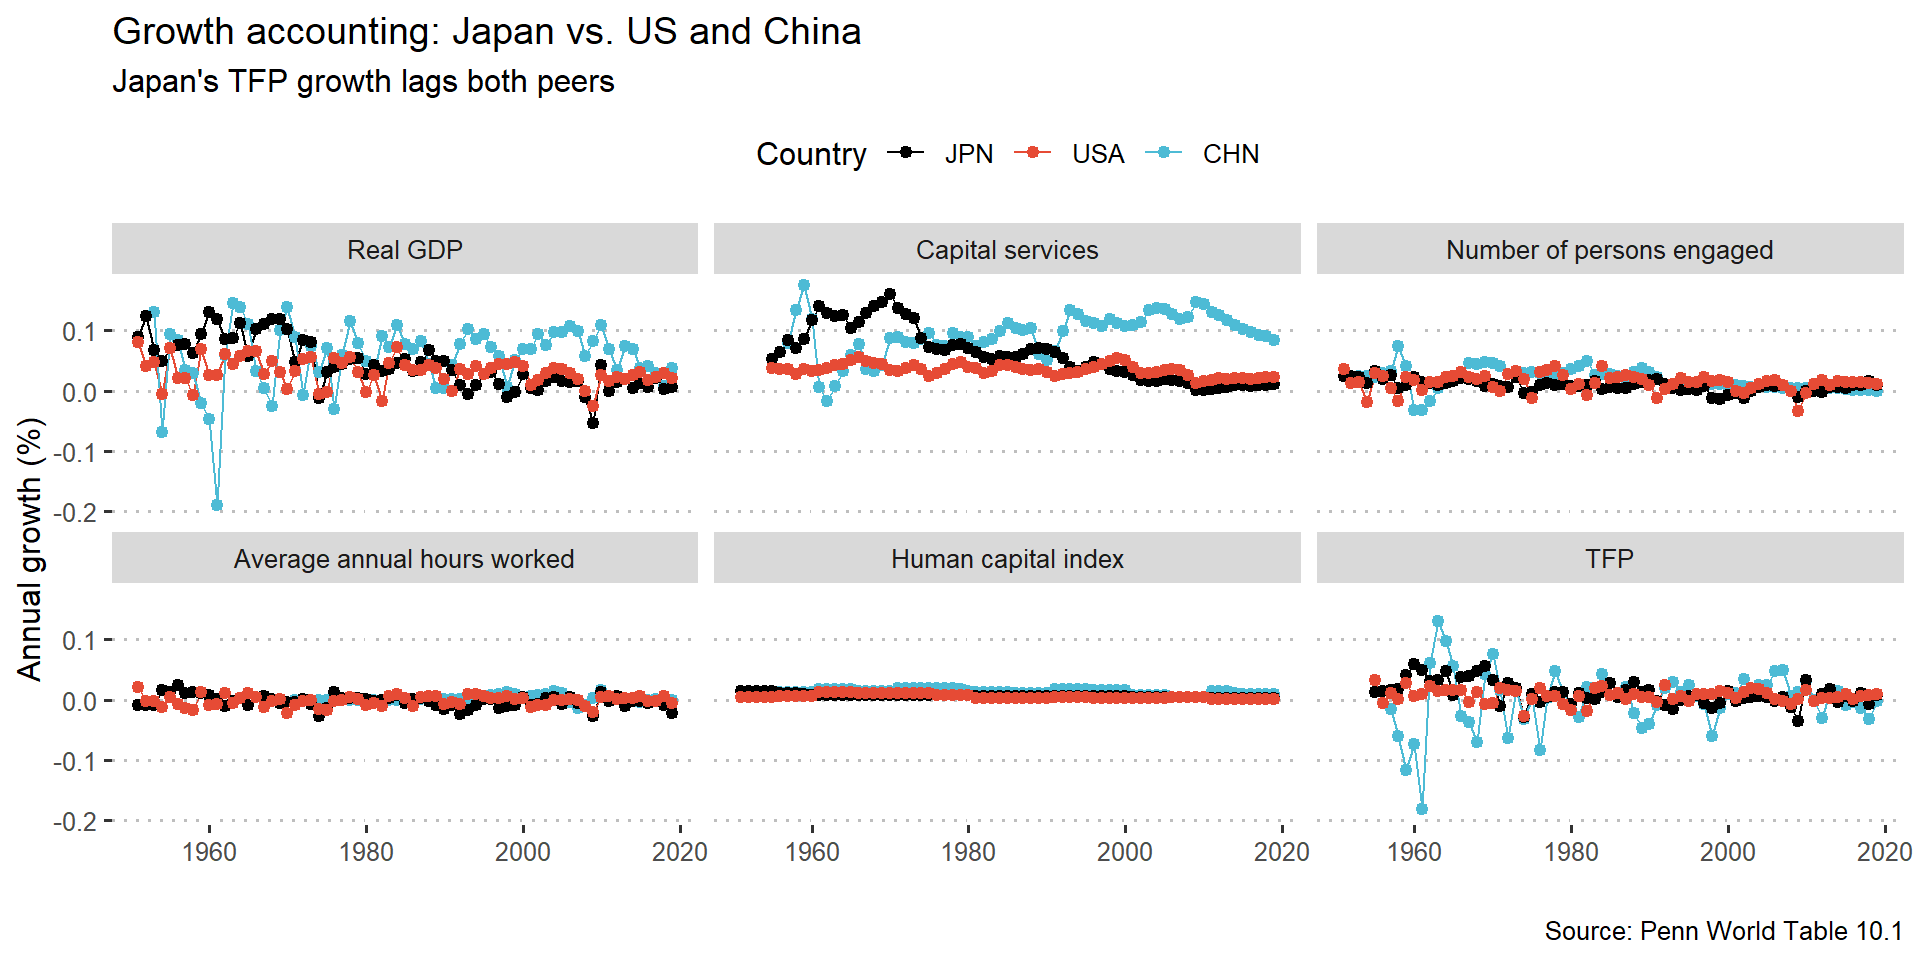 Growth accounting: Japan vs. US and China
Japan's TFP growth lags both peers
Country JPN USA CHN
Real GDP Capital services Number of persons engaged
0.1
0.0
-0.1
-0.2
Annual growth (%)
Average annual hours worked Human capital index TFP
0.1
0.0
-0.1
-0.2
1960 1980 2000 2020 1960 1980 2000 2020 1960 1980 2000 2020
Source: Penn World Table 10.1